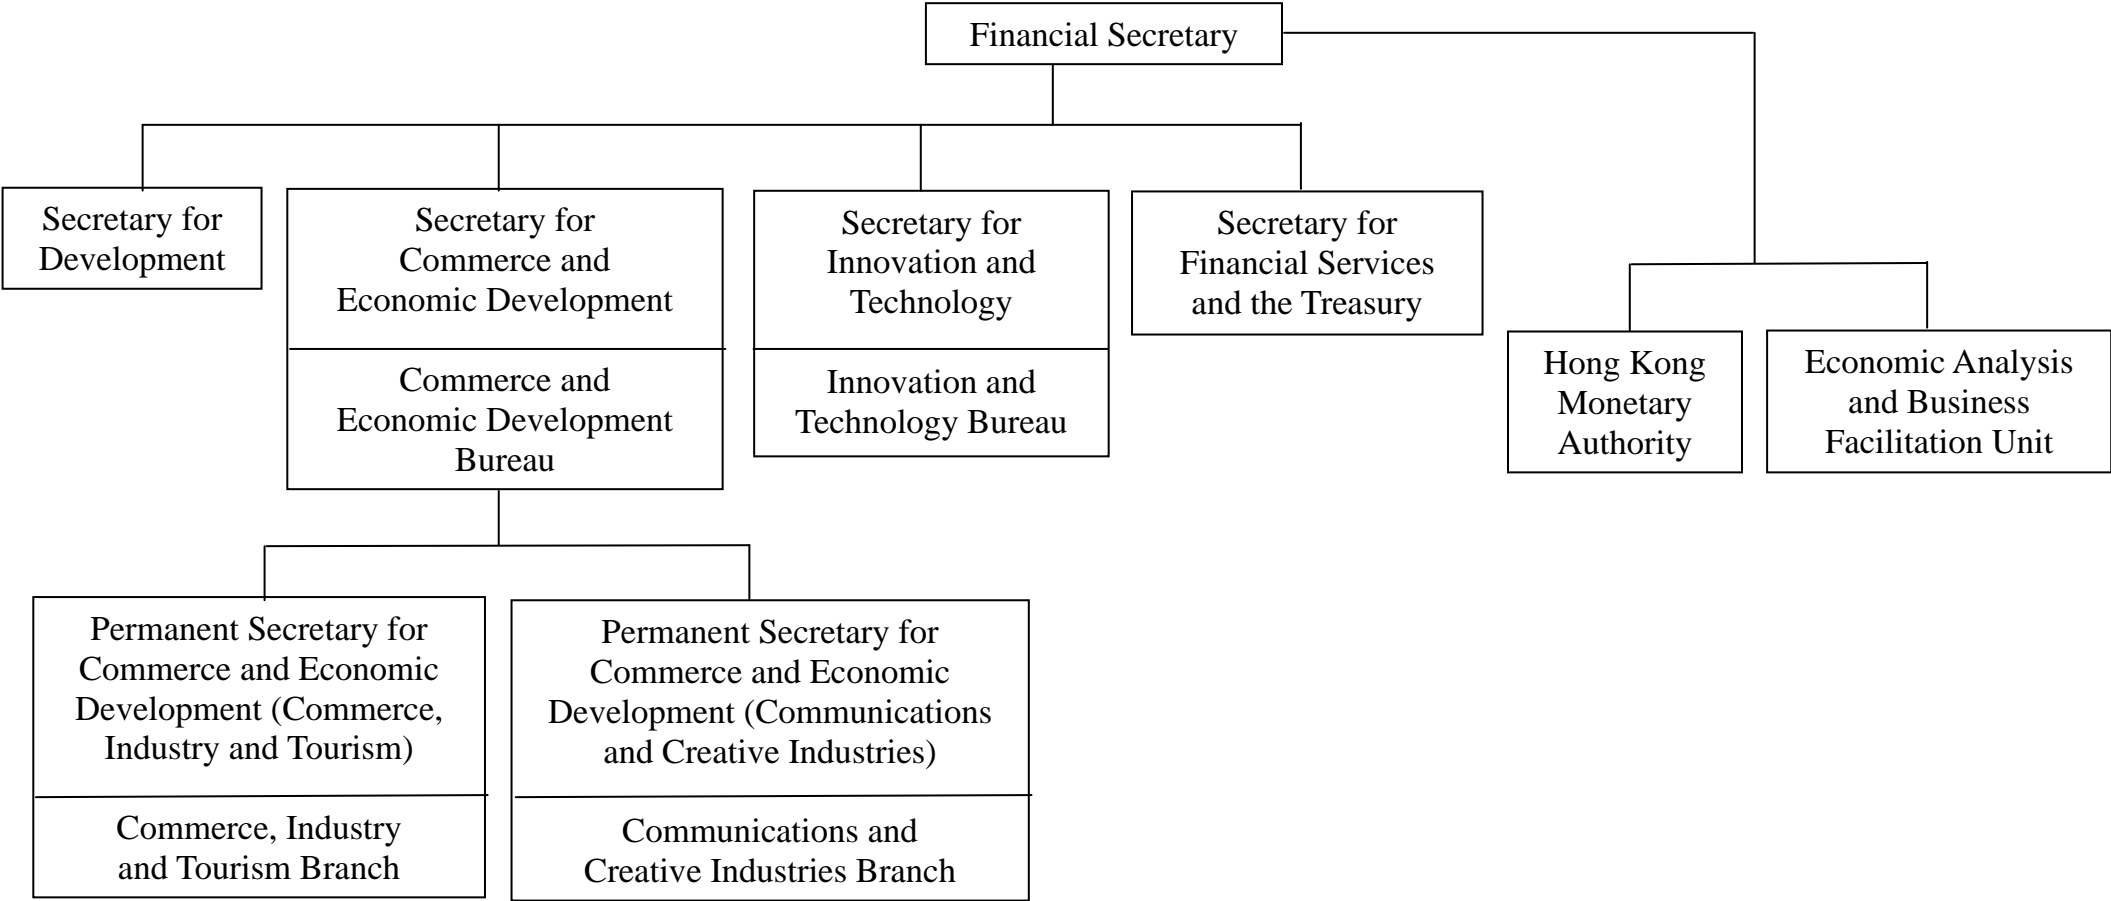 Financial Secretary
Secretary for
Development
Secretary for
Commerce and
Economic Development
Commerce and
Economic Development
Bureau
Secretary for
Innovation and
Technology
Innovation and
Technology Bureau
Secretary for
Financial Services
and the Treasury
Hong Kong
Monetary
Authority
Economic Analysis
and Business
Facilitation Unit
Permanent Secretary for
Commerce and Economic
Development (Commerce,
Industry and Tourism)
Commerce, Industry
and Tourism Branch
Permanent Secretary for
Commerce and Economic
Development (Communications
and Creative Industries)
Communications and
Creative Industries Branch